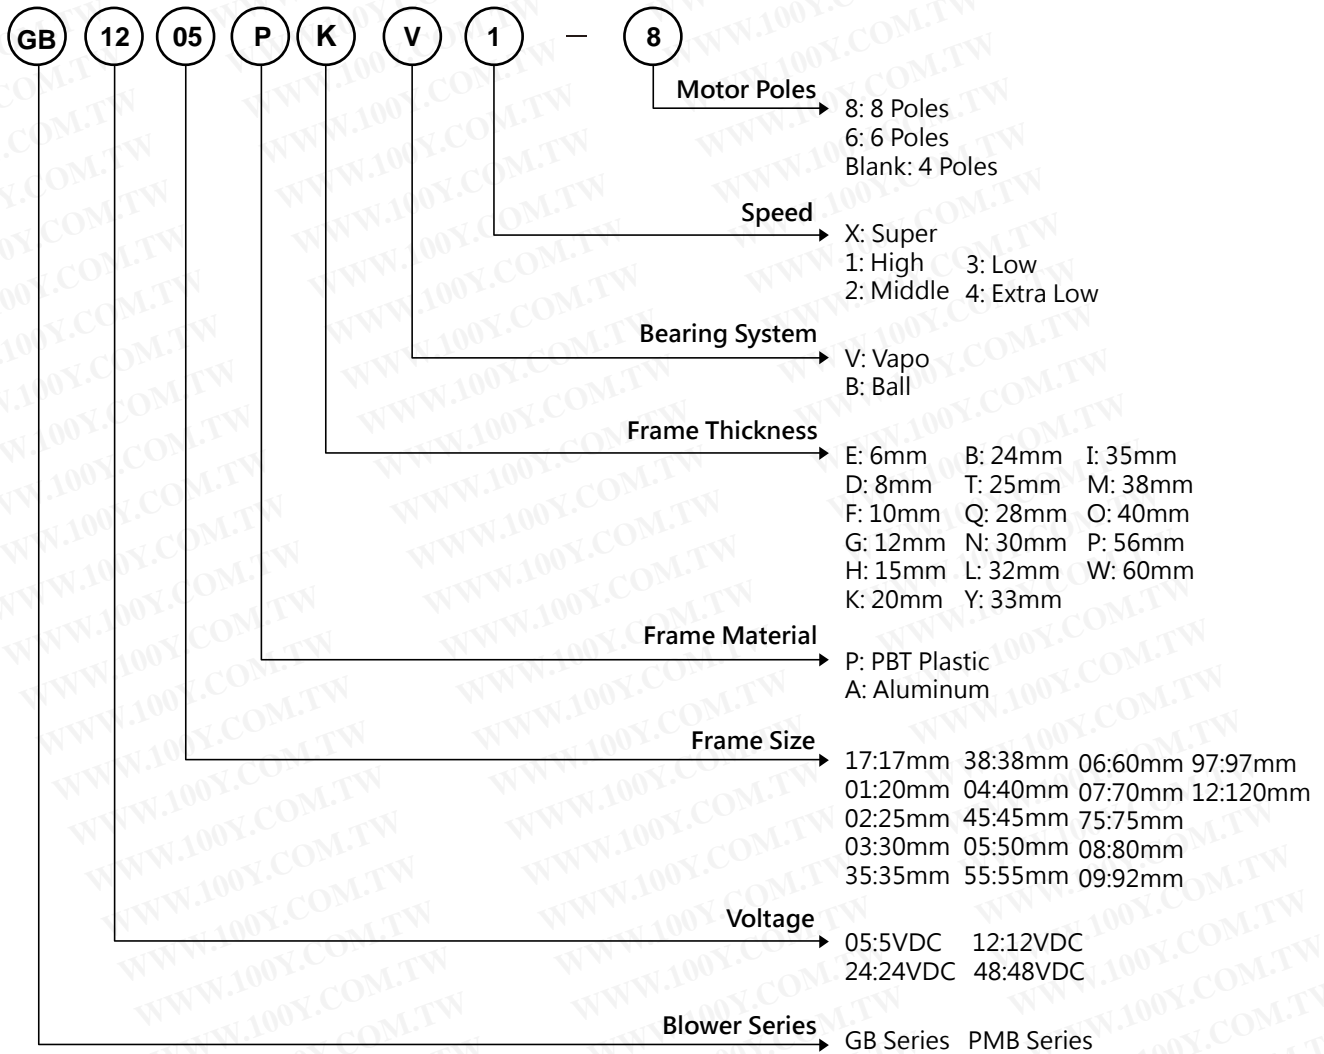 GB 12 05 P K V 1 — 8
Motor Poles
8: 8 Poles
6: 6 Poles
Blank: 4 Poles
Speed
X: Super
1: High 3: Low
2: Middle 4: Extra Low
Bearing System
V: Vapo
B: Ball
Frame Thickness
E: 6mm B: 24mm I: 35mm
D: 8mm T: 25mm M: 38mm
F: 10mm Q: 28mm O: 40mm
G: 12mm N: 30mm P: 56mm
H: 15mm L: 32mm W: 60mm
K: 20mm Y: 33mm
Frame Material
P: PBT Plastic
A: Aluminum
Frame Size
17:17mm 38:38mm 06:60mm 97:97mm
01:20mm 04:40mm 07:70mm 12:120mm
02:25mm 45:45mm 75:75mm
03:30mm 05:50mm 08:80mm
35:35mm 55:55mm 09:92mm
Voltage
05:5VDC 12:12VDC
24:24VDC 48:48VDC
Blower Series
GB Series PMB Series
WWW.100Y.COM.TW